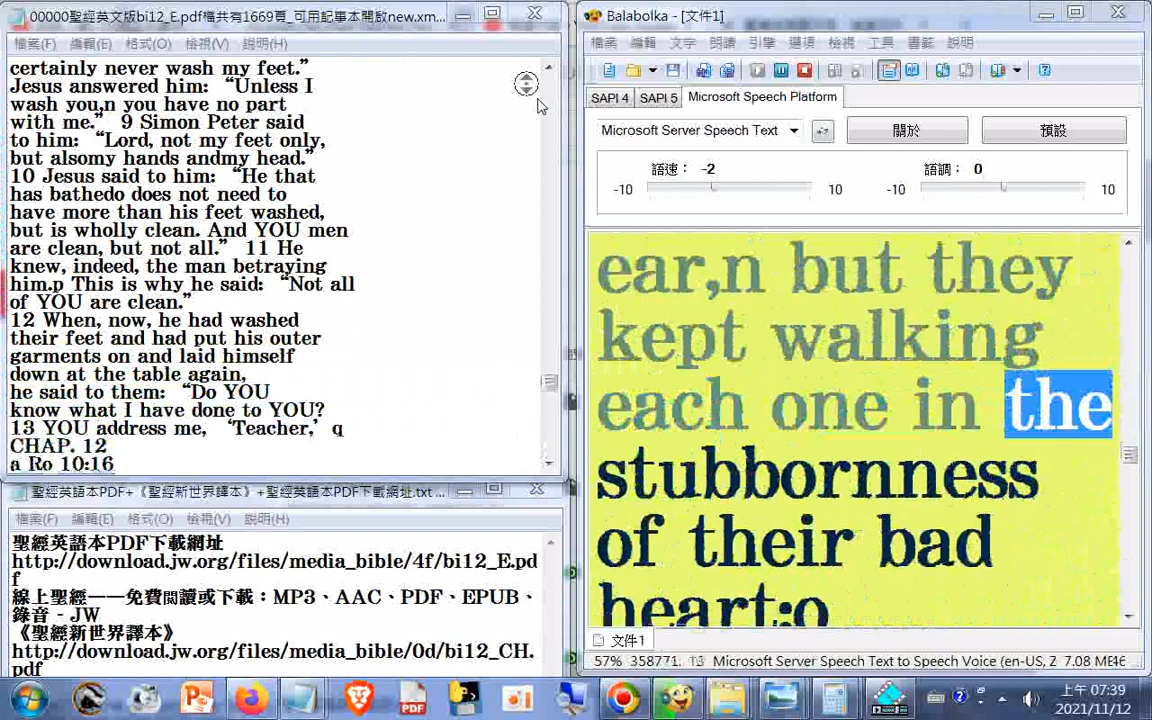 00000聖經英文版bi12_E.pdf檔共有1669頁_可用記事本開啟new.xm...
檔案(F) 編輯(E) 格式(O) 檢視(V) 說明(H)
certainly never wash my feet.”
Jesus answered him: “Unless I
wash you,n you have no part
with me.” 9 Simon Peter said
to him: “Lord, not my feet only,
but alsomy hands andmy head.”
10 Jesus said to him: “He that
has bathedo does not need to
have more than his feet washed,
but is wholly clean. And YOU men
are clean, but not all.” 11 He
knew, indeed, the man betraying
him.p This is why he said: “Not all
of YOU are clean.”
12 When, now, he had washed
their feet and had put his outer
garments on and laid himself
down at the table again,
he said to them: “Do YOU
know what I have done to YOU?
13 YOU address me, ‘Teacher,’ q
CHAP. 12
a Ro 10:16
聖經英語本PDF+《聖經新世界譯本》+聖經英語本PDF下載網址.txt ...
檔案(F) 編輯(E) 格式(O) 檢視(V) 說明(H)
聖經英語本PDF下載網址
http://download.jw.org/files/media_bible/4f/bi12_E.pd
f
線上聖經──免費閱讀或下載：MP3、AAC、PDF、EPUB、
錄音 - JW
《聖經新世界譯本》
http://download.jw.org/files/media_bible/0d/bi12_CH.
pdf
Balabolka - [文件1]
檔案 編輯 文字 朗讀 引擎 選項 檢視 工具 書籤 說明
SAPI 4 SAPI 5 Microsoft Speech Platform
Microsoft Server Speech Text
關於 預設
語速： -2 語調： 0
-10 10 -10 10
ear,n but they
kept walking
each one in the
stubbornness
of their bad
heart;o
文件1
57% Microsoft Server Speech Text to Speech Voice (en-US, Z
上午 07:39
2021/11/12